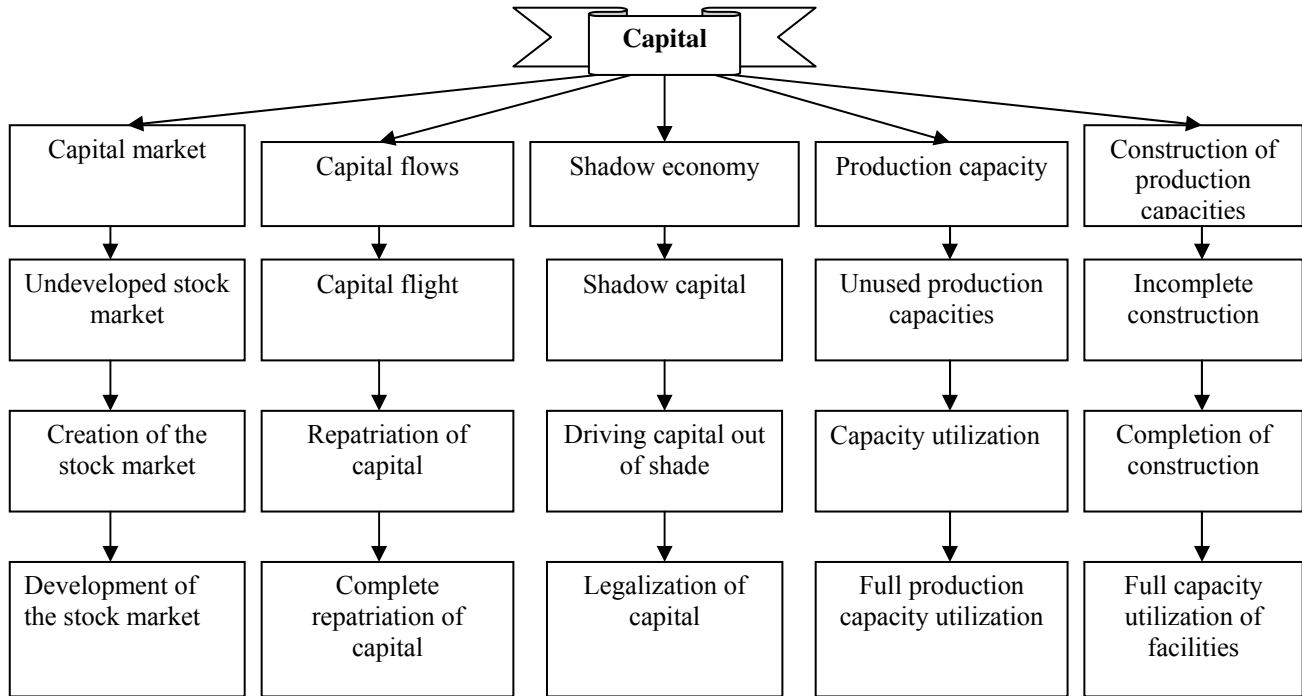 Capital
Capital market
Capital flows
Shadow economy
Production capacity
Construction of
production
capacities
Undeveloped stock
market
Capital flight
Shadow capital
Unused production
capacities
Incomplete
construction
Creation of the
stock market
Repatriation of
capital
Driving capital out
of shade
Capacity utilization
Completion of
construction
Development of
the stock market
Complete
repatriation of
capital
Legalization of
capital
Full production
capacity utilization
Full capacity
utilization of
facilities